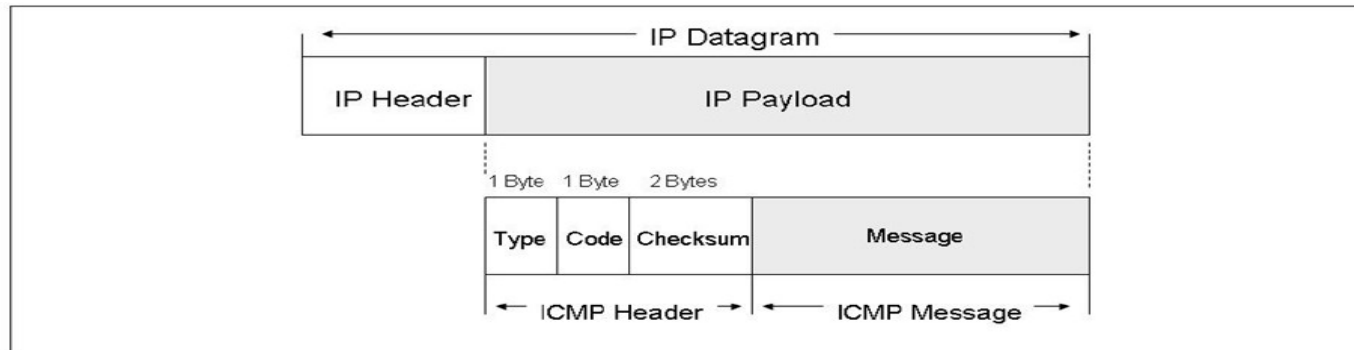 IP Datagram
IP Header
IP Payload
1 Byte 1 Byte 2 Bytes
Type Code Checksum Message
ICMP Header ICMP Message